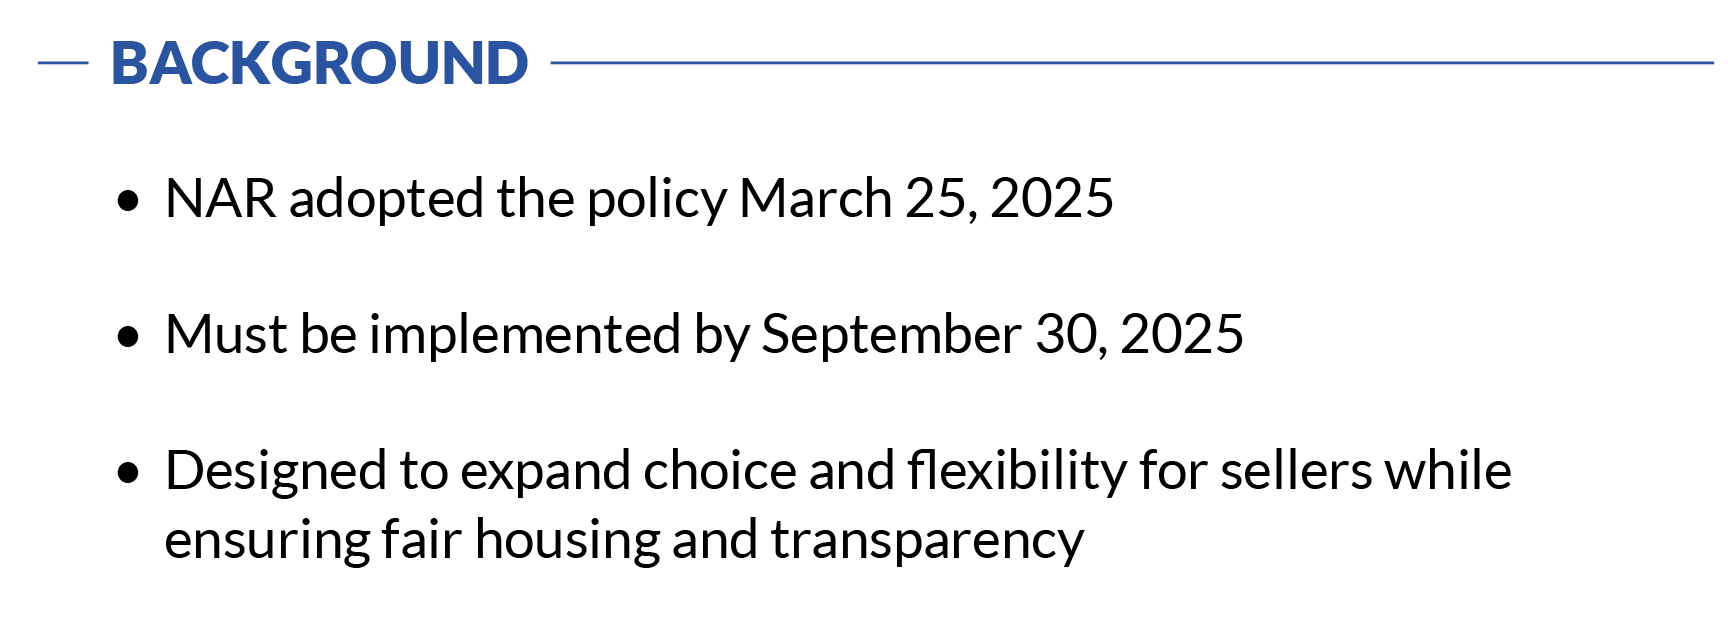 BACKGROUND
• NAR adopted the policy March 25, 2025
• Must be implemented by September 30, 2025
• Designed to expand choice and flexibility for sellers while
ensuring fair housing and transparency